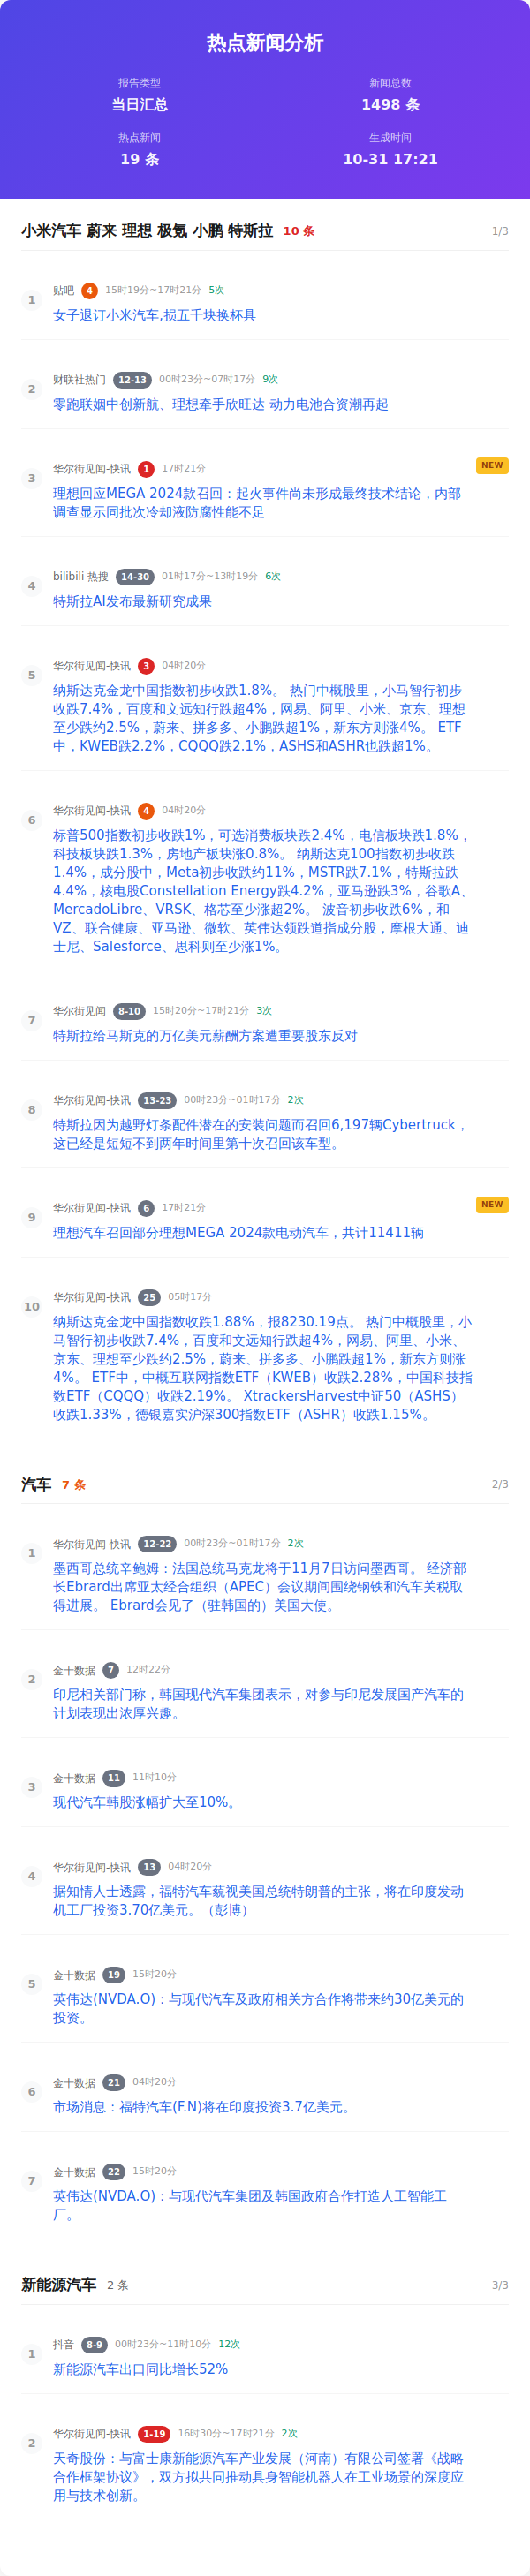 热点新闻分析
报告类型
新闻总数
当日汇总
1498 条
热点新闻
生成时间
19 条
10-31 17:21
小米汽车 蔚来 理想 极氪 小鹏 特斯拉 10 条 1/3
1
贴吧 4 15时19分~17时21分 5次
女子退订小米汽车,损五千块换杯具
2
财联社热门 12-13 00时23分~07时17分 9次
零跑联姻中创新航、理想牵手欣旺达 动力电池合资潮再起
3
华尔街见闻-快讯 1 17时21分 NEW
理想回应MEGA 2024款召回：起火事件尚未形成最终技术结论，内部
调查显示同批次冷却液防腐性能不足
4
bilibili 热搜 14-30 01时17分~13时19分 6次
特斯拉AI发布最新研究成果
5
华尔街见闻-快讯 3 04时20分
纳斯达克金龙中国指数初步收跌1.8%。 热门中概股里，小马智行初步
收跌7.4%，百度和文远知行跌超4%，网易、阿里、小米、京东、理想
至少跌约2.5%，蔚来、拼多多、小鹏跌超1%，新东方则涨4%。 ETF
中，KWEB跌2.2%，CQQQ跌2.1%，ASHS和ASHR也跌超1%。
6
华尔街见闻-快讯 4 04时20分
标普500指数初步收跌1%，可选消费板块跌2.4%，电信板块跌1.8%，
科技板块跌1.3%，房地产板块涨0.8%。 纳斯达克100指数初步收跌
1.4%，成分股中，Meta初步收跌约11%，MSTR跌7.1%，特斯拉跌
4.4%，核电股Constellation Energy跌4.2%，亚马逊跌3%，谷歌A、
MercadoLibre、VRSK、格芯至少涨超2%。 波音初步收跌6%，和
VZ、联合健康、亚马逊、微软、英伟达领跌道指成分股，摩根大通、迪
士尼、Salesforce、思科则至少涨1%。
7
华尔街见闻 8-10 15时20分~17时21分 3次
特斯拉给马斯克的万亿美元薪酬方案遭重要股东反对
8
华尔街见闻-快讯 13-23 00时23分~01时17分 2次
特斯拉因为越野灯条配件潜在的安装问题而召回6,197辆Cybertruck，
这已经是短短不到两年时间里第十次召回该车型。
9
华尔街见闻-快讯 6 17时21分 NEW
理想汽车召回部分理想MEGA 2024款电动汽车，共计11411辆
10
华尔街见闻-快讯 25 05时17分
纳斯达克金龙中国指数收跌1.88%，报8230.19点。 热门中概股里，小
马智行初步收跌7.4%，百度和文远知行跌超4%，网易、阿里、小米、
京东、理想至少跌约2.5%，蔚来、拼多多、小鹏跌超1%，新东方则涨
4%。 ETF中，中概互联网指数ETF（KWEB）收跌2.28%，中国科技指
数ETF（CQQQ）收跌2.19%。 XtrackersHarvest中证50（ASHS）
收跌1.33%，德银嘉实沪深300指数ETF（ASHR）收跌1.15%。
汽车 7 条 2/3
1
华尔街见闻-快讯 12-22 00时23分~01时17分 2次
墨西哥总统辛鲍姆：法国总统马克龙将于11月7日访问墨西哥。 经济部
长Ebrard出席亚太经合组织（APEC）会议期间围绕钢铁和汽车关税取
得进展。 Ebrard会见了（驻韩国的）美国大使。
2
金十数据 7 12时22分
印尼相关部门称，韩国现代汽车集团表示，对参与印尼发展国产汽车的
计划表现出浓厚兴趣。
3
金十数据 11 11时10分
现代汽车韩股涨幅扩大至10%。
4
华尔街见闻-快讯 13 04时20分
据知情人士透露，福特汽车藐视美国总统特朗普的主张，将在印度发动
机工厂投资3.70亿美元。（彭博）
5
金十数据 19 15时20分
英伟达(NVDA.O)：与现代汽车及政府相关方合作将带来约30亿美元的
投资。
6
金十数据 21 04时20分
市场消息：福特汽车(F.N)将在印度投资3.7亿美元。
7
金十数据 22 15时20分
英伟达(NVDA.O)：与现代汽车集团及韩国政府合作打造人工智能工
厂。
新能源汽车 2 条 3/3
1
抖音 8-9 00时23分~11时10分 12次
新能源汽车出口同比增长52%
2
华尔街见闻-快讯 1-19 16时30分~17时21分 2次
天奇股份：与富士康新能源汽车产业发展（河南）有限公司签署《战略
合作框架协议》，双方拟共同推动具身智能机器人在工业场景的深度应
用与技术创新。